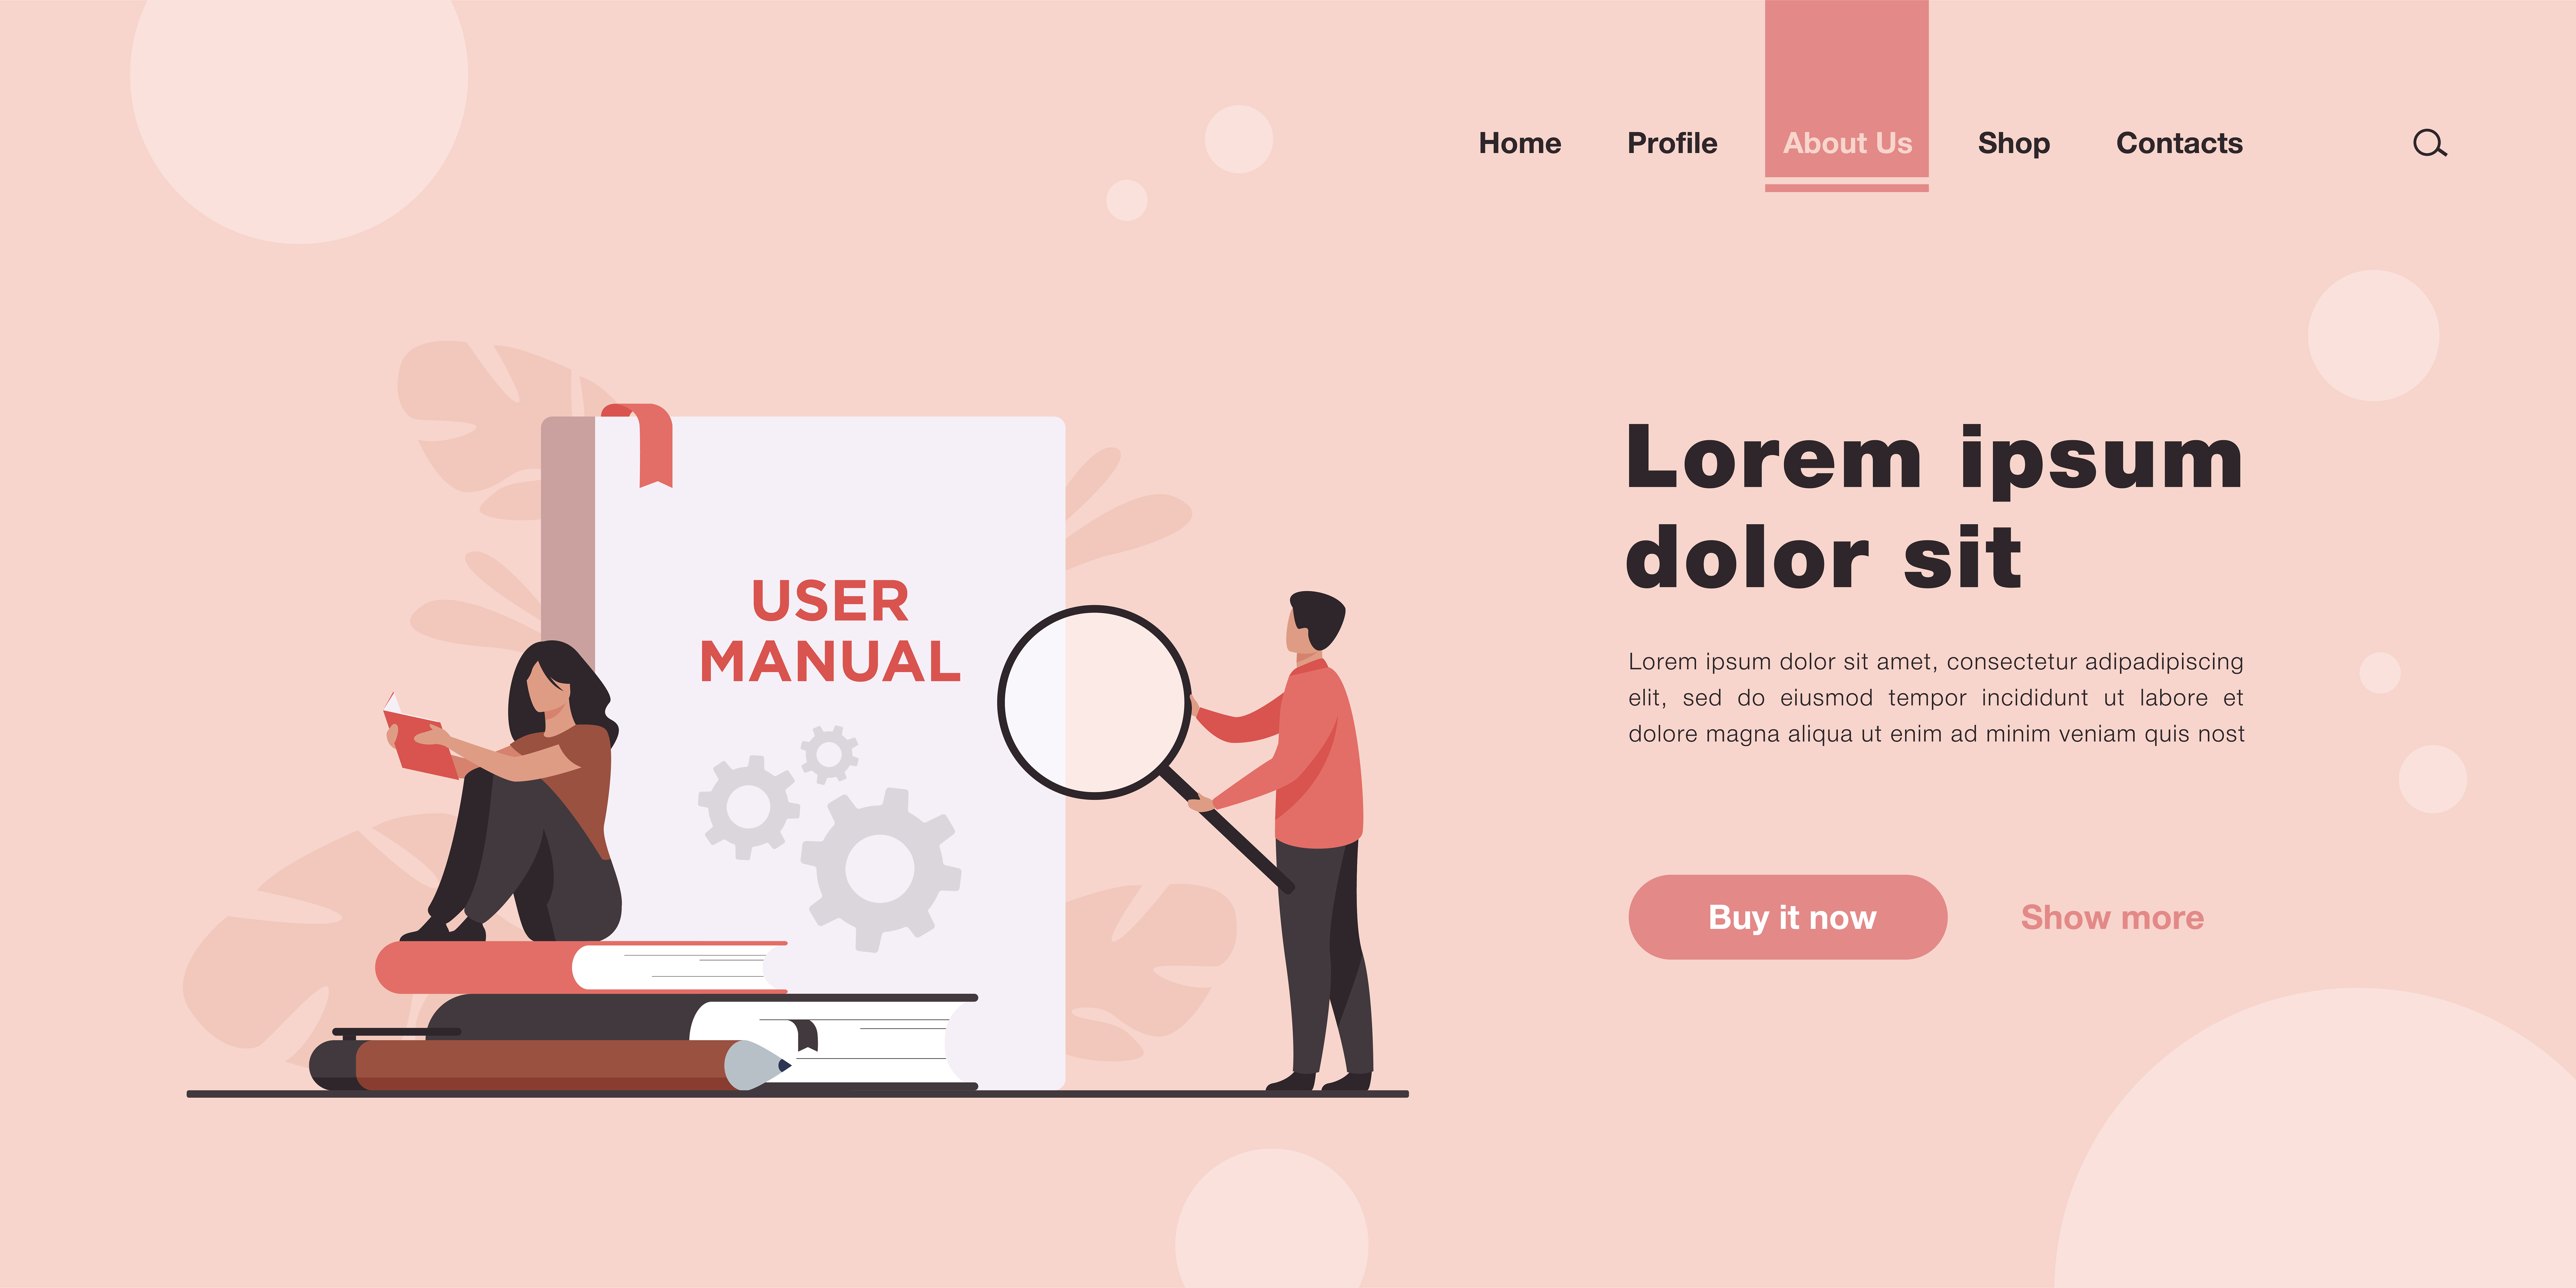 Home Profile About Us Shop Contacts
USER
MANUAL
Lorem ipsum
dolor sit
Lorem ipsum dolor sit amet, consectetur adipadipiscing
elit, sed do eiusmod tempor incididunt ut labore et
dolore magna aliqua ut enim ad minim veniam quis nost
Buy it now Show more